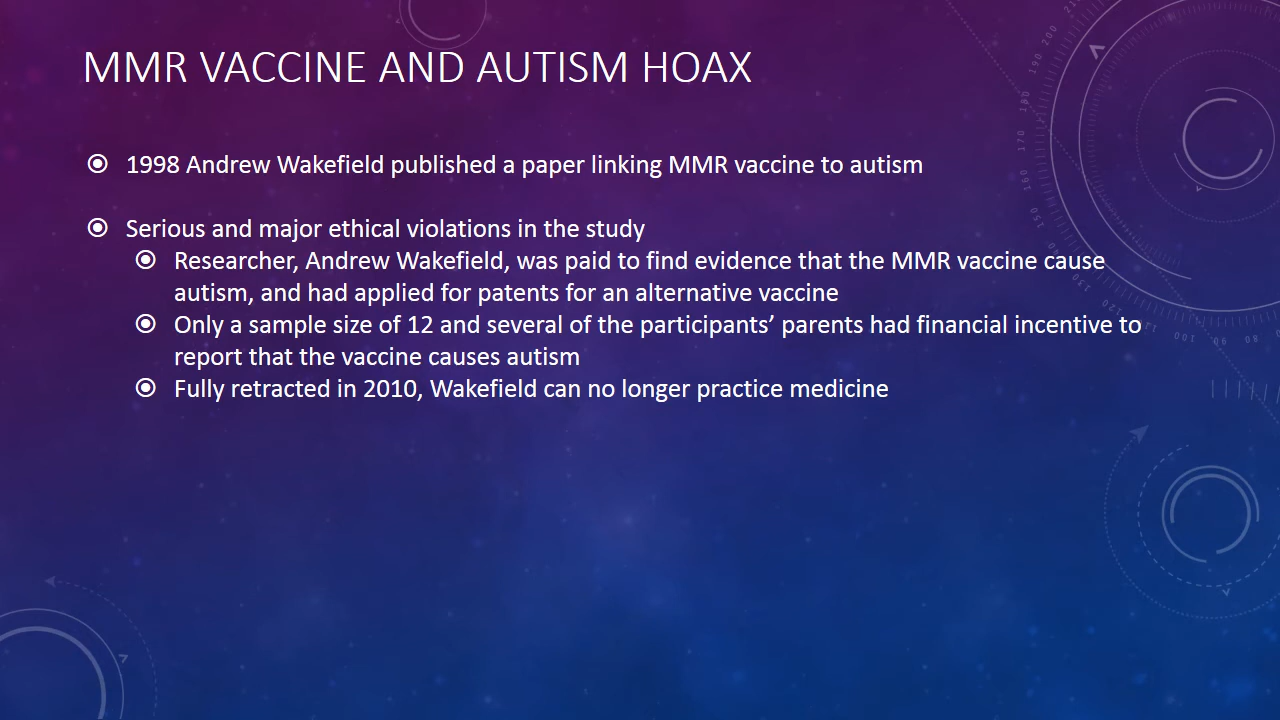 MMR VACCINE AND AUTISM HOAX
1998 Andrew Wakefield published a paper linking MMR vaccine to autism
Serious and major ethical violations in the study
Researcher, Andrew Wakefield, was paid to find evidence that the MMR vaccine cause
autism, and had applied for patents for an alternative vaccine
Only a sample size of 12 and several of the participants’ parents had financial incentive to
report that the vaccine causes autism
Fully retracted in 2010, Wakefield can no longer practice medicine